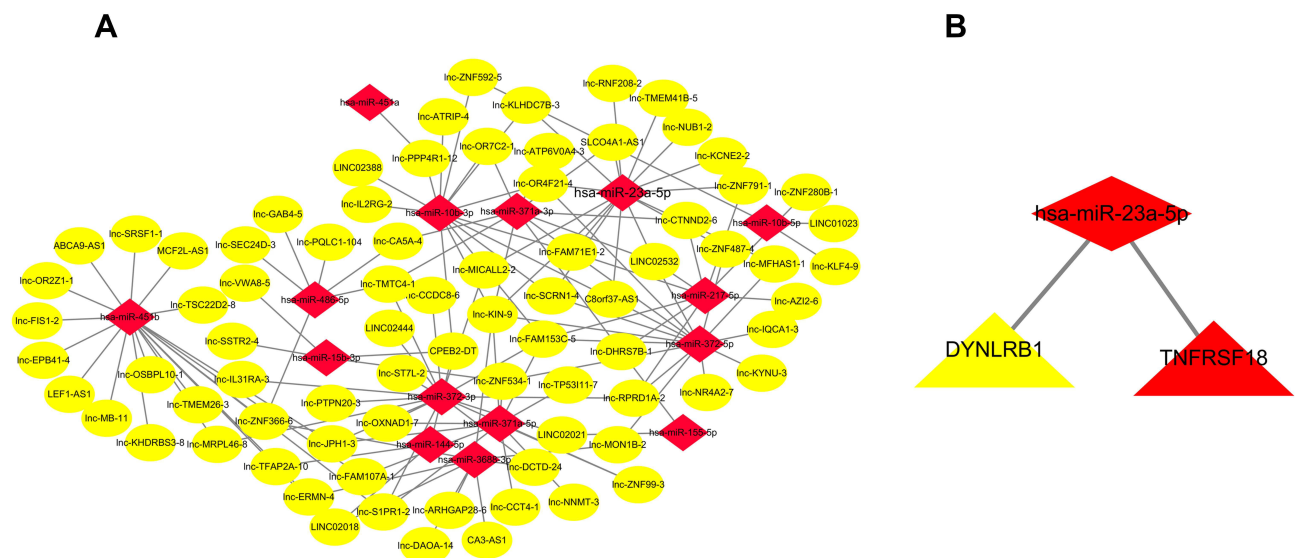 A
B
lnc-ZNF592-5
lnc-RNF208-2
hsa-miR-451a
lnc-KLHDC7B-3
lnc-TMEM41B-5
lnc-ATRIP-4
lnc-NUB1-2
lnc-OR7C2-1
lnc-ATP6V0A4-3
SLCO4A1-AS1
lnc-PPP4R1-12
lnc-KCNE2-2
LINC02388
lnc-OR4F21-4
hsa-miR-23a-5p
lnc-ZNF791-1
lnc-ZNF280B-1
lnc-IL2RG-2
hsa-miR-10b-3p
hsa-miR-371a-3p
lnc-GAB4-5
lnc-CTNND2-6
hsa-miR-10b-5p
LINC01023
lnc-SRSF1-1
lnc-PQLC1-104
lnc-CA5A-4
ABCA9-AS1
MCF2L-AS1
lnc-SEC24D-3
lnc-FAM71E1-2
lnc-ZNF487-4
LINC02532
lnc-MFHAS1-1
lnc-KLF4-9
lnc-OR2Z1-1
lnc-VWA8-5
lnc-TMTC4-1
lnc-MICALL2-2
lnc-CCDC8-6
lnc-SCRN1-4
C8orf37-AS1
hsa-miR-217-5p
lnc-AZI2-6
lnc-TSC22D2-8
hsa-miR-486-5p
lnc-FIS1-2
hsa-miR-451b
lnc-KIN-9
LINC02444
lnc-IQCA1-3
lnc-SSTR2-4
hsa-miR-15b-3p
CPEB2-DT
lnc-FAM153C-5
hsa-miR-372-5p
lnc-EPB41-4
lnc-DHRS7B-1
lnc-OSBPL10-1
lnc-IL31RA-3
lnc-ST7L-2
lnc-ZNF534-1
lnc-TP53I11-7
lnc-KYNU-3
LEF1-AS1
lnc-NR4A2-7
lnc-TMEM26-3
lnc-PTPN20-3
hsa-miR-372-3p
lnc-RPRD1A-2
lnc-MB-11
lnc-ZNF366-6
lnc-OXNAD1-7
hsa-miR-371a-5p
LINC02021
hsa-miR-155-5p
lnc-KHDRBS3-8
lnc-MRPL46-8
lnc-JPH1-3
hsa-miR-144-5p
lnc-MON1B-2
hsa-miR-3688-3p
lnc-TFAP2A-10
lnc-FAM107A-1
lnc-DCTD-24
lnc-ZNF99-3
lnc-ERMN-4
lnc-NNMT-3
lnc-S1PR1-2
lnc-ARHGAP28-6
lnc-CCT4-1
LINC02018
lnc-DAOA-14
CA3-AS1
hsa-miR-23a-5p
DYNLRB1
TNFRSF18